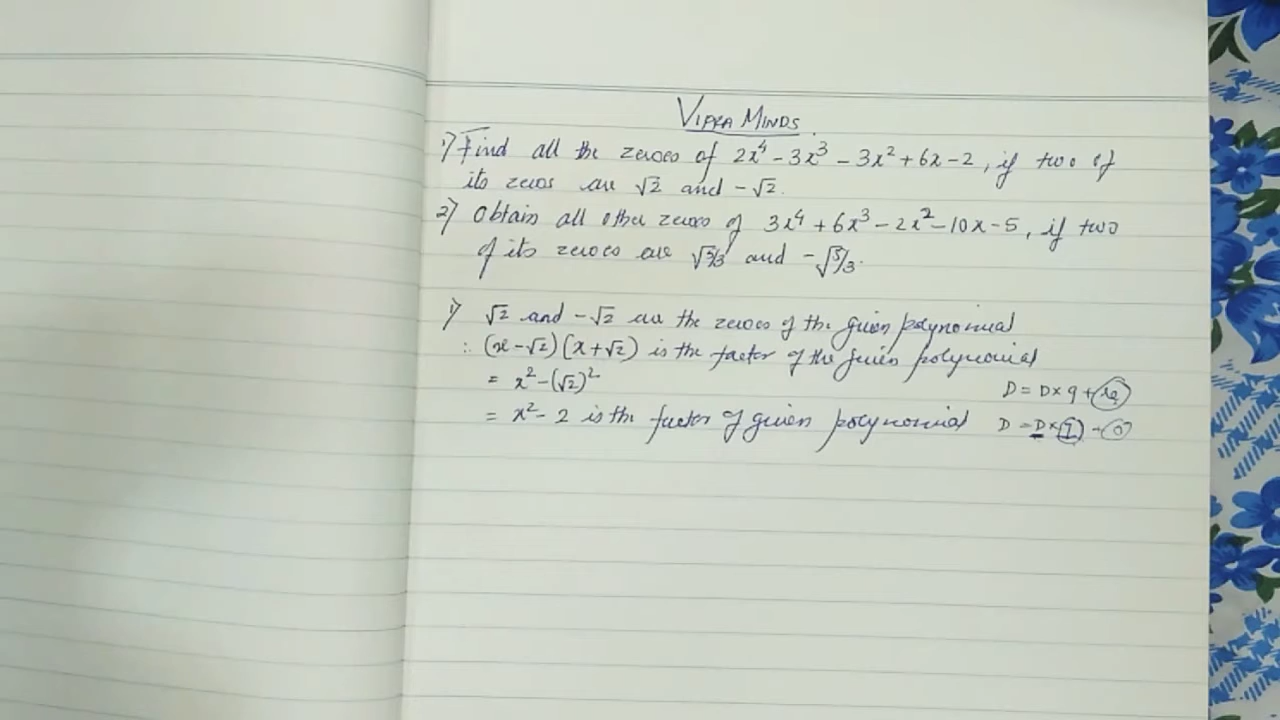 VIPRA MINDS.
1) Find all the zeroes of 2x⁴ - 3x³ - 3x² + 6x - 2, if two of
its zeros are √2 and -√2.
2) Obtain all other zeroes of 3x⁴ + 6x³ - 2x² - 10x - 5, if two
of its zeroes are √5/3 and -√5/3.
1) √2 and -√2 are the zeroes of the given polynomial
∴ (x - √2)(x + √2) is the factor of the given polynomial
= x² - (√2)²
D = D × q + r
= x² - 2 is the factor of given polynomial
D = D × q + 0